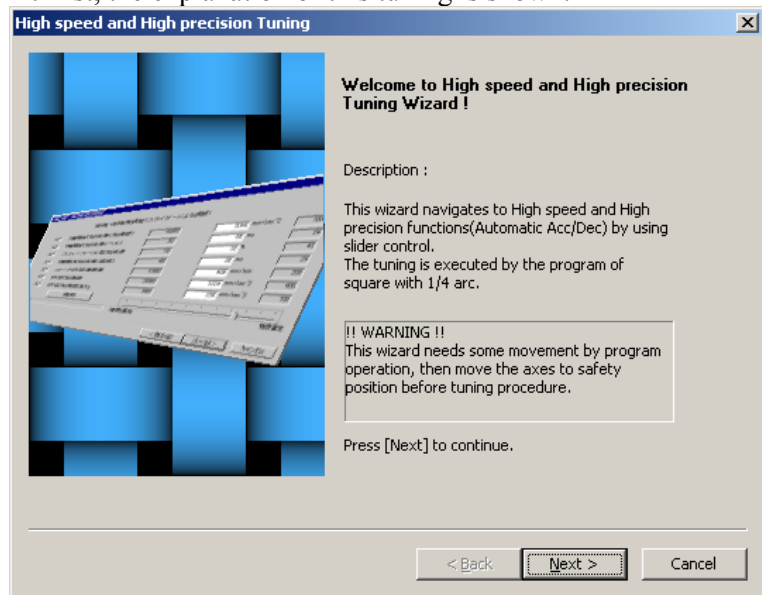 High speed and High precision Tuning
Welcome to High speed and High precision
Tuning Wizard !
Description :
This wizard navigates to High speed and High
precision functions(Automatic Acc/Dec) by using
slider control.
The tuning is executed by the program of
square with 1/4 arc.
!! WARNING !!
This wizard needs some movement by program
operation, then move the axes to safety
position before tuning procedure.
Press [Next] to continue.
< Back
Next >
Cancel